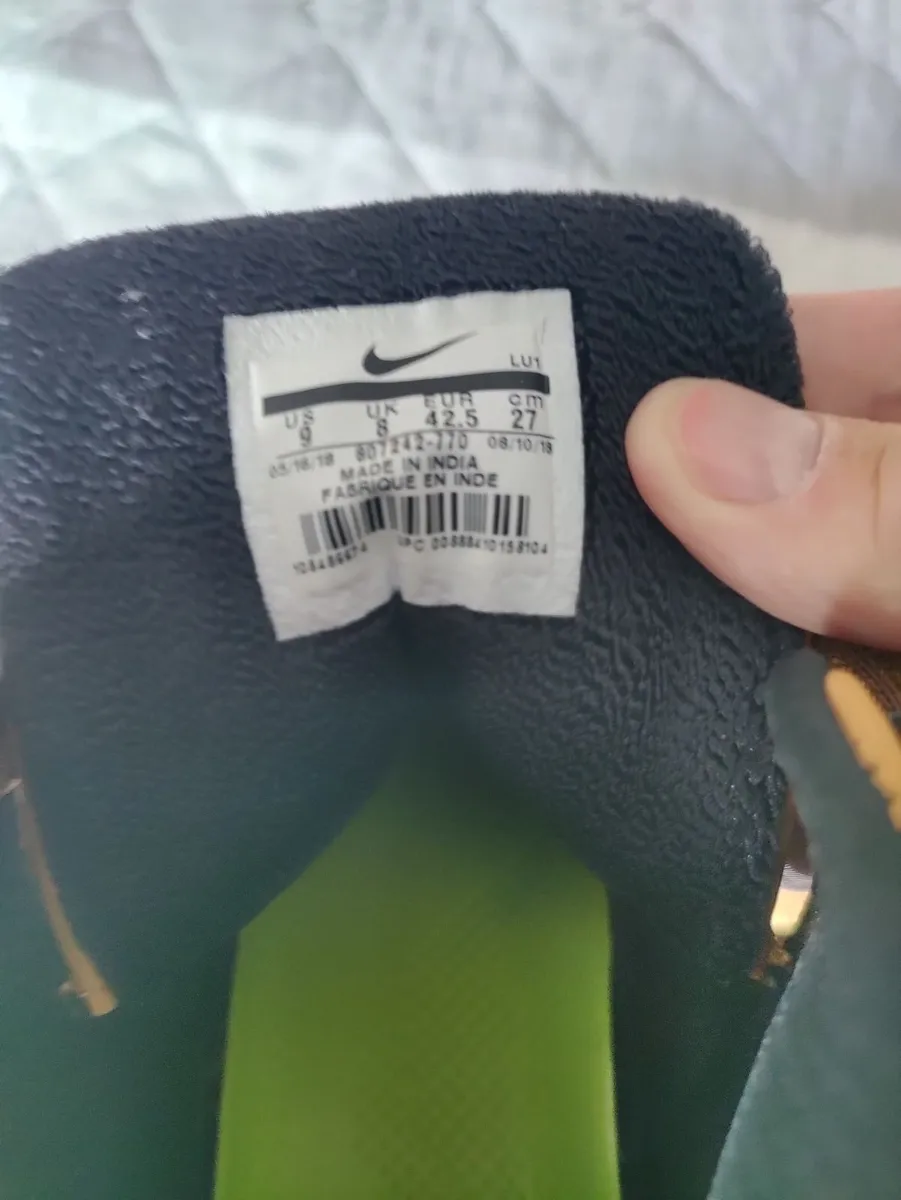 LU1
US UK EUR cm
9 8 42.5 27
05/16/18 807242-770 08/10/18
MADE IN INDIA
FABRIQUE EN INDE
UPC 00888410158104